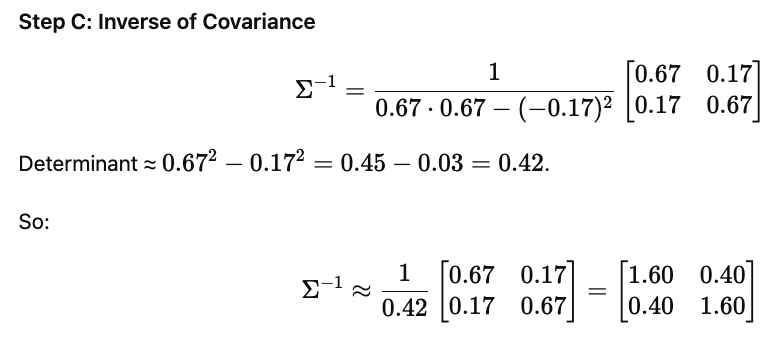 Step C: Inverse of Covariance
Σ⁻¹ = 1 / (0.67 · 0.67 − (−0.17)²) [0.67 0.17; 0.17 0.67]
Determinant ≈ 0.67² − 0.17² = 0.45 − 0.03 = 0.42.
So:
Σ⁻¹ ≈ 1 / 0.42 [0.67 0.17; 0.17 0.67] = [1.60 0.40; 0.40 1.60]